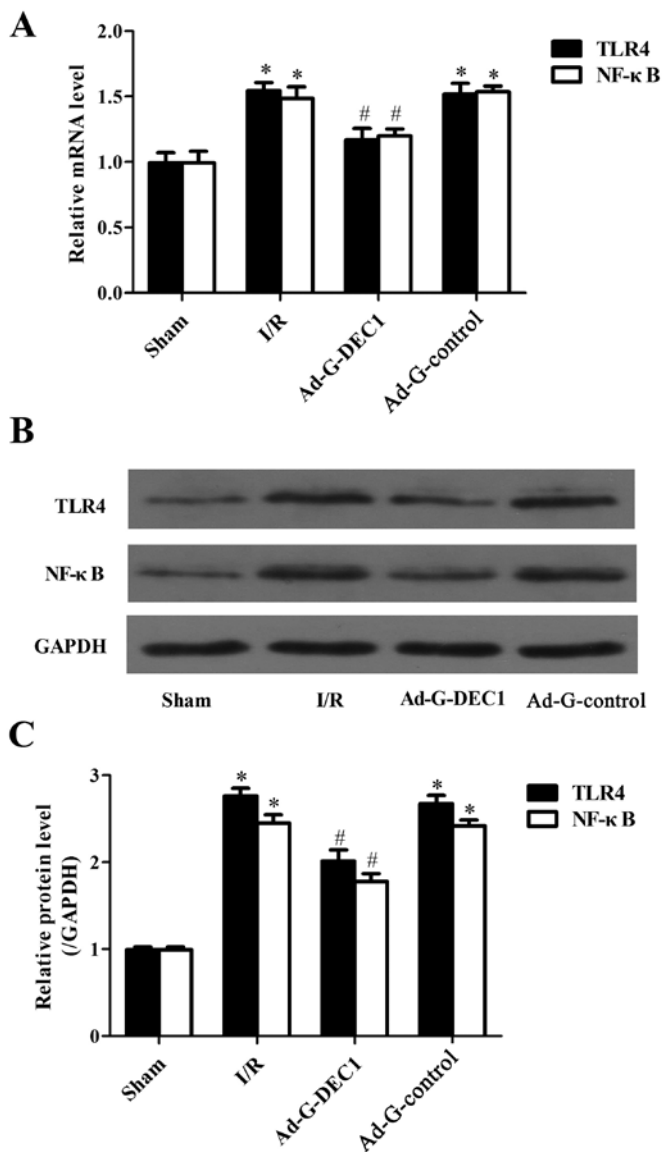 A
Relative mRNA level
2.0
1.5
1.0
0.5
0.0
* * # # * *
TLR4
NF-κ B
Sham
I/R
Ad-G-DEC1
Ad-G-control
B
TLR4
NF-κ B
GAPDH
Sham I/R Ad-G-DEC1 Ad-G-control
C
Relative protein level
(/GAPDH)
3
2
1
0
* * # # * *
TLR4
NF-κ B
Sham
I/R
Ad-G-DEC1
Ad-G-control